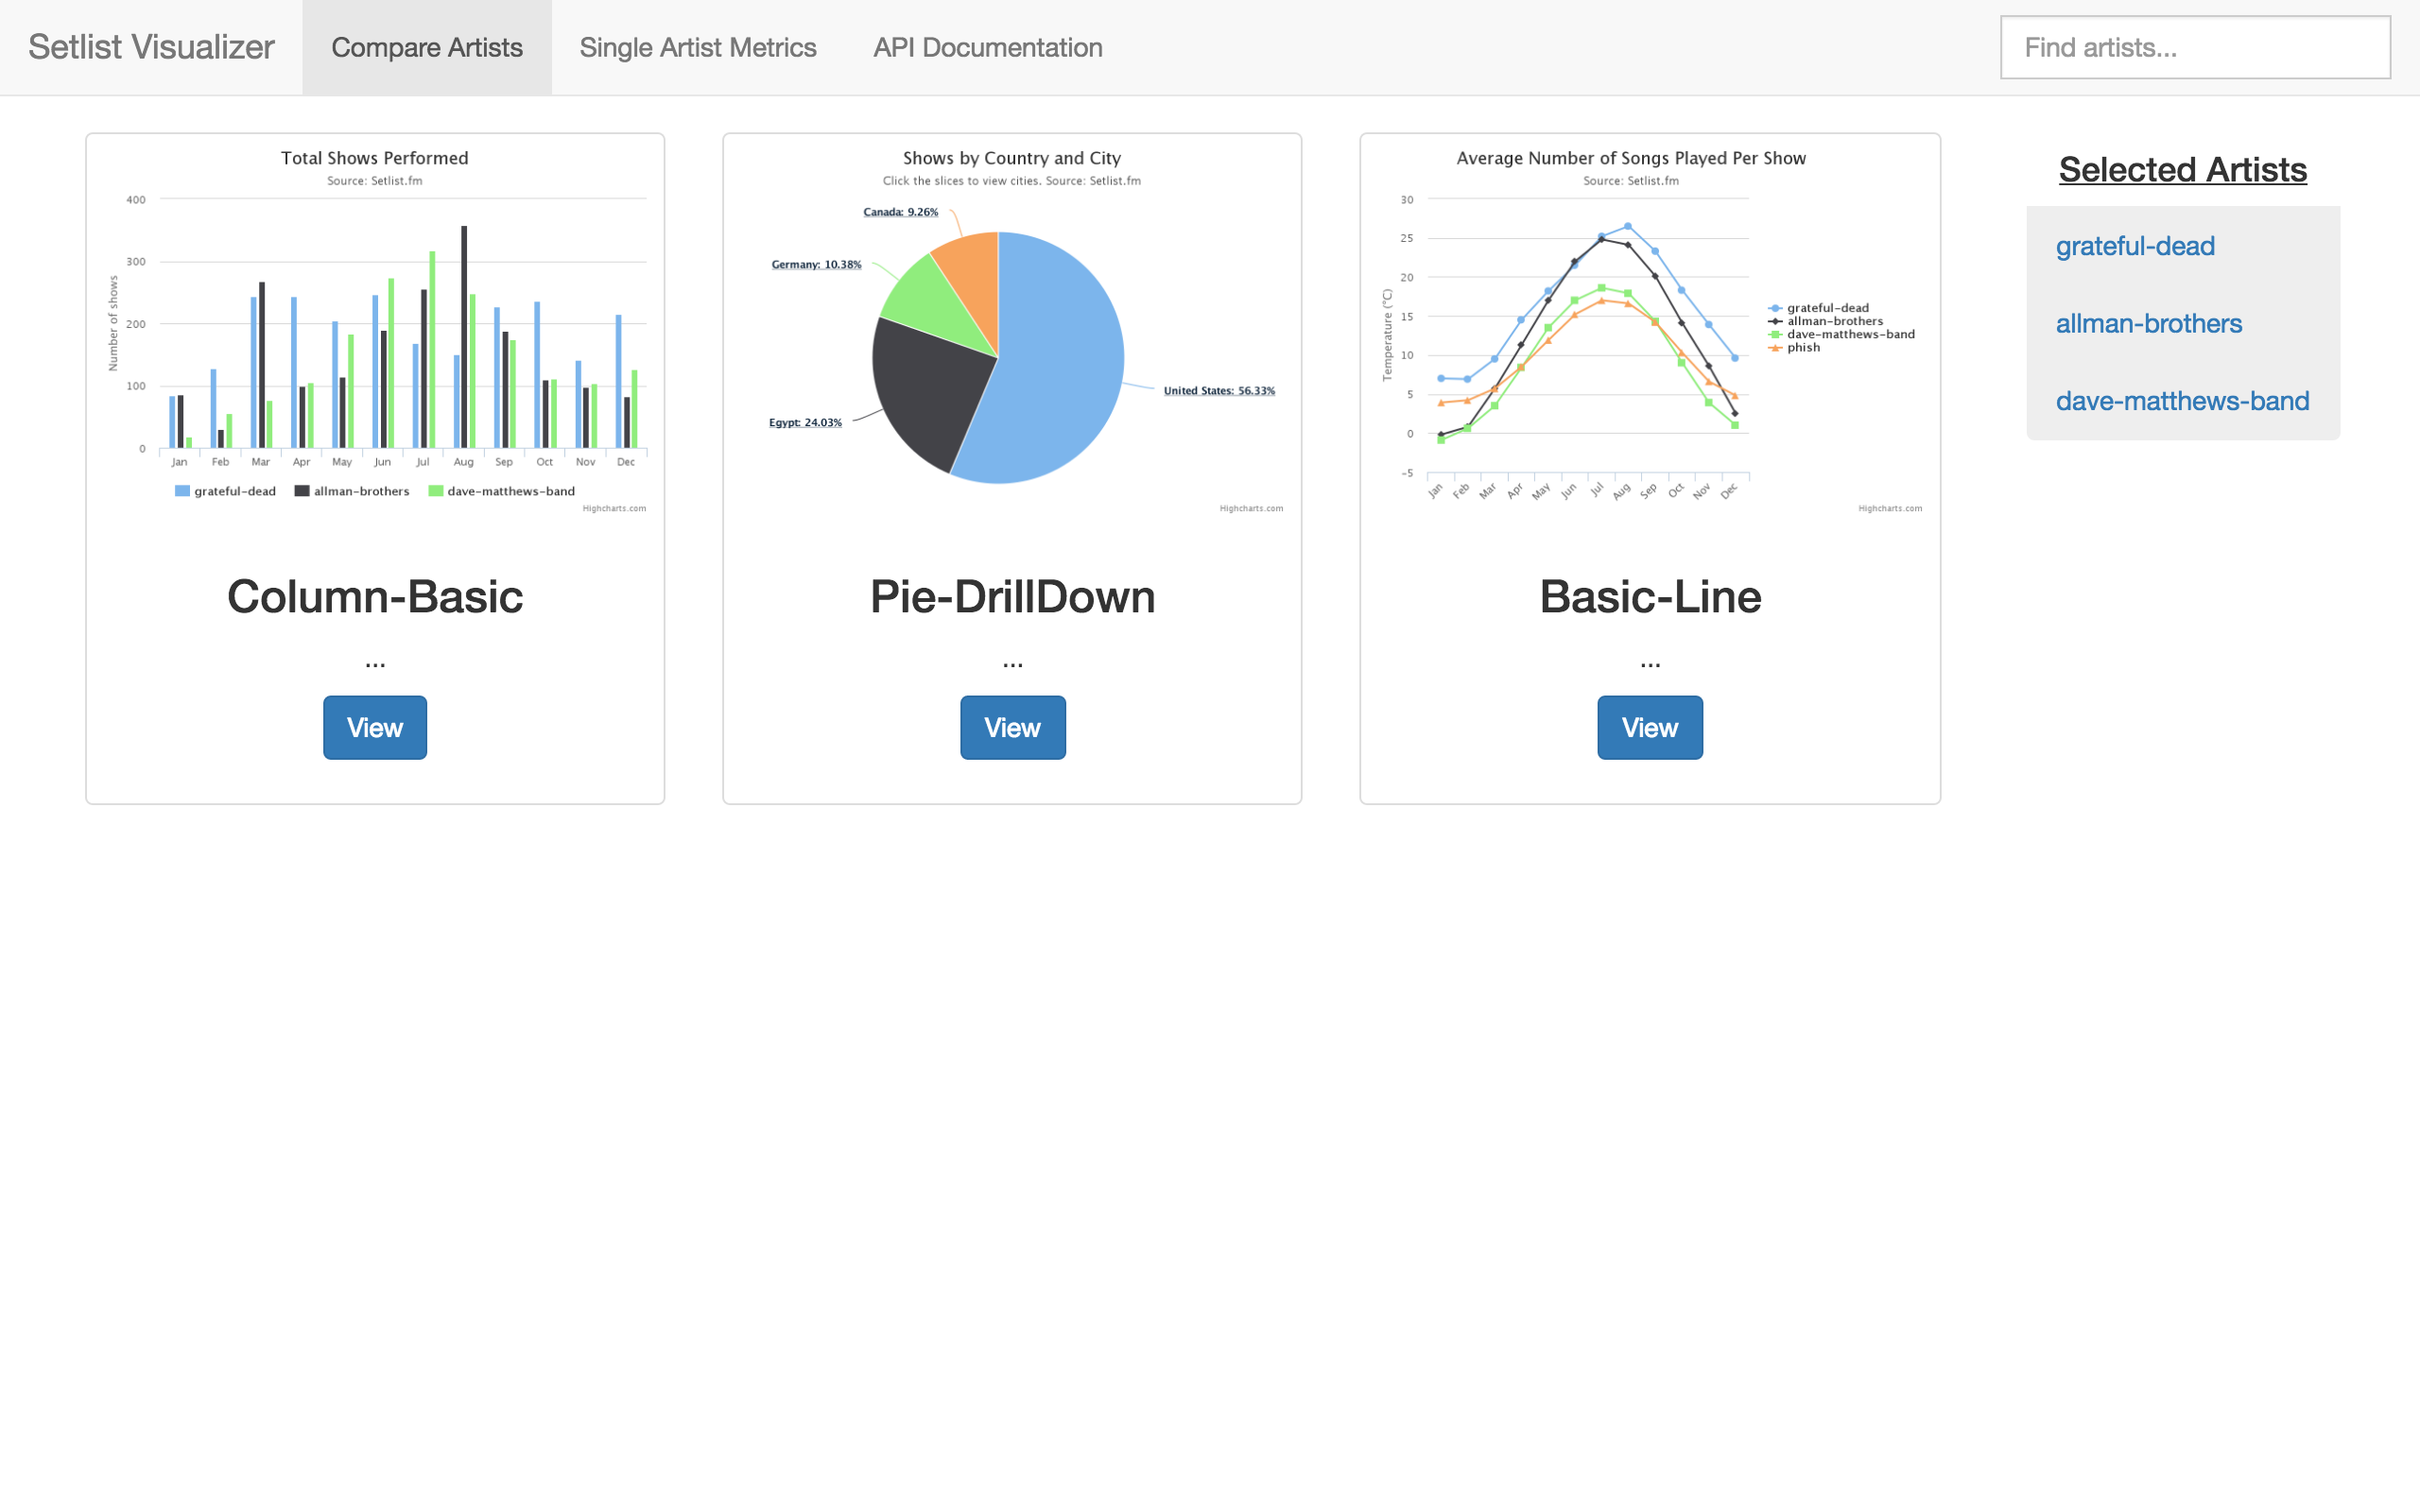 Setlist Visualizer
Compare Artists
Single Artist Metrics
API Documentation
Find artists...
Total Shows Performed
Source: Setlist.fm
Number of shows
400
300
200
100
0
Jan Feb Mar Apr May Jun Jul Aug Sep Oct Nov Dec
grateful-dead allman-brothers dave-matthews-band
Highcharts.com
Column-Basic
...
View
Shows by Country and City
Click the slices to view cities. Source: Setlist.fm
Canada: 9.26%
Germany: 10.38%
United States: 56.33%
Egypt: 24.03%
Highcharts.com
Pie-DrillDown
...
View
Average Number of Songs Played Per Show
Source: Setlist.fm
Temperature (°C)
30
25
20
15
10
5
0
-5
Jan Feb Mar Apr May Jun Jul Aug Sep Oct Nov Dec
grateful-dead
allman-brothers
dave-matthews-band
phish
Highcharts.com
Basic-Line
...
View
Selected Artists
grateful-dead
allman-brothers
dave-matthews-band